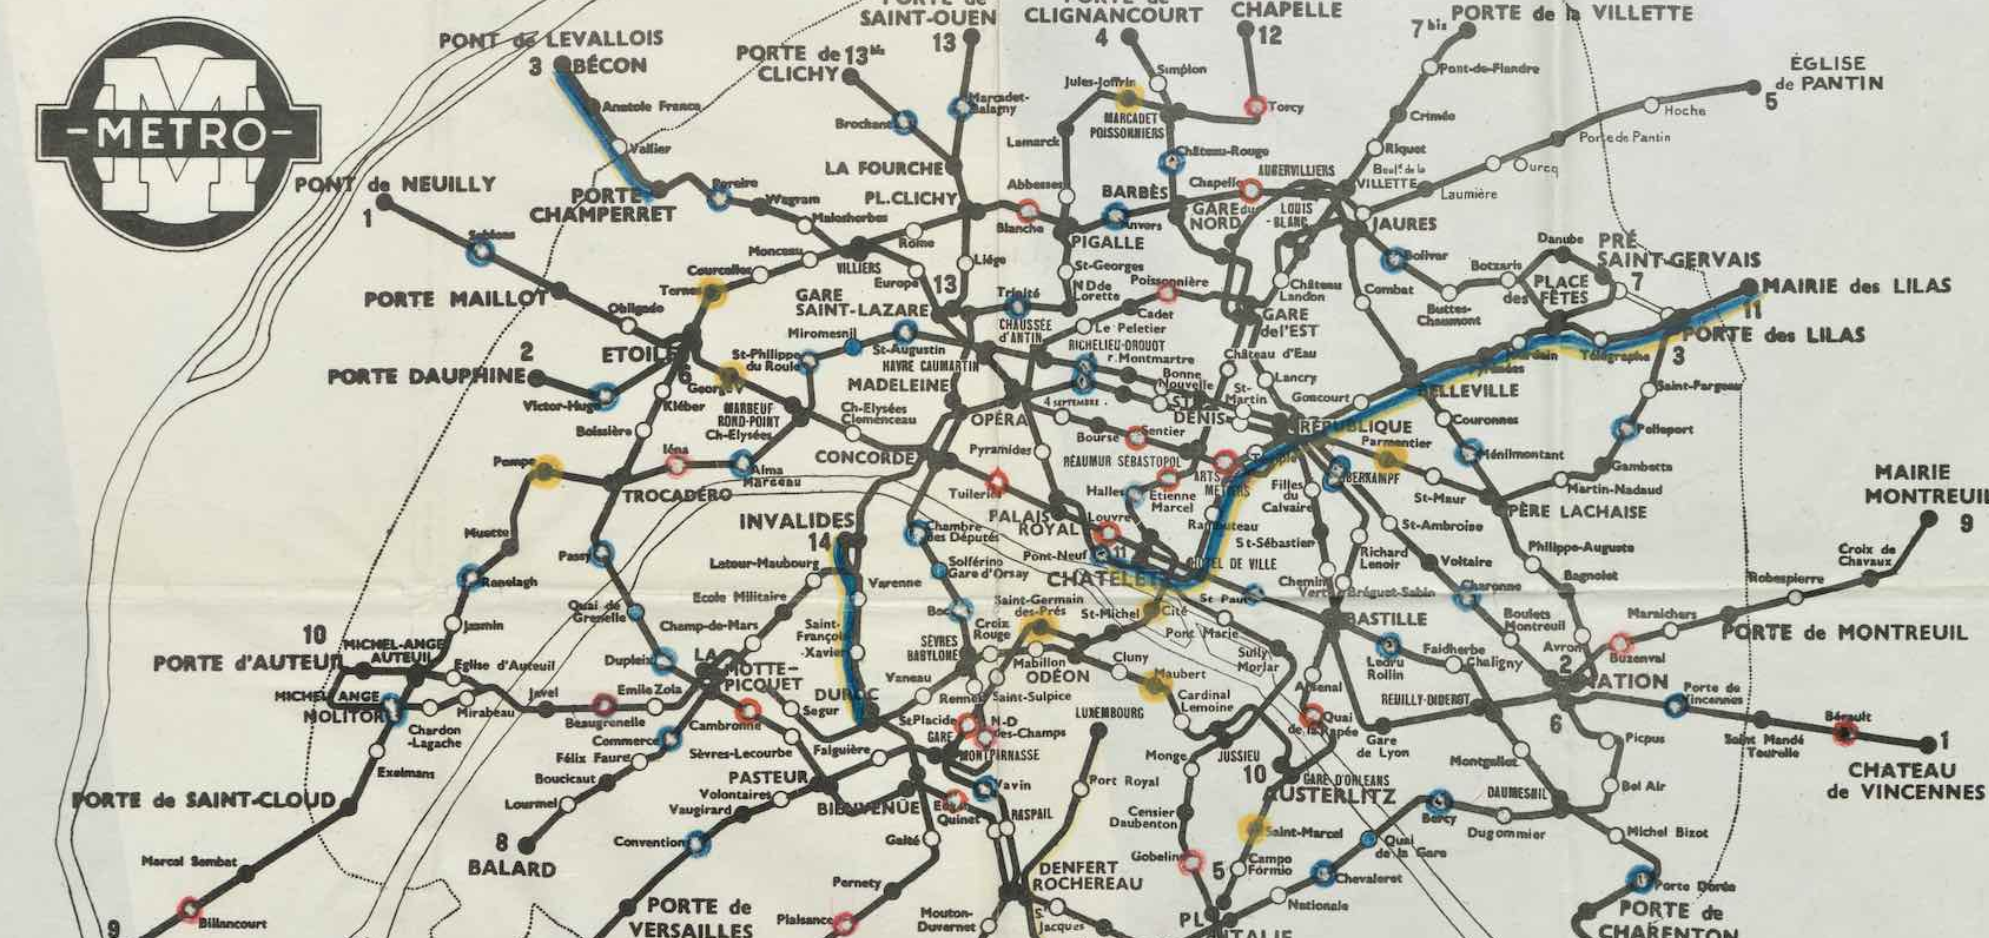 PORTE de
SAINT-OUEN
13
PORTE de
CLIGNANCOURT
4
CHAPELLE
12
7 bis
PORTE de la VILLETTE
PONT de LEVALLOIS
3 BÉCON
PORTE de 13 bis
CLICHY
ÉGLISE
de PANTIN
5
METRO
Anatole France
Vallier
Brochant
Marcadet-
Balagny
Jules-Joffrin
Simplon
MARCADET
POISSONNIERS
Torcy
Pont-de-Flandre
Crimée
Hoche
Porte de Pantin
Lamarck
Château-Rouge
AUBERVILLIERS
Riquet
Boulᵈ de la
VILLETTE
Ourcq
Laumière
LA FOURCHE
PONT de NEUILLY
1
PORTE
CHAMPERRET
Pereire
Wagram
Malesherbes
PL.CLICHY
Abbesses
BARBÈS
Chapelle
Blanche
Anvers
GARE du
NORD
LOUIS
-BLANC
JAURES
PIGALLE
Sablons
Rome
Monceau
VILLIERS
Courcelles
Liége
Europe
St-Georges
N D de
Lorette
Poissonnière
Bolivar
Danube
PRÉ
SAINT-GERVAIS
7
Botzaris
PLACE
des FÊTES
Buttes-
Chaumont
MAIRIE des LILAS
11
PORTE des LILAS
3
PORTE MAILLOT
Obligado
Ternes
GARE
SAINT-LAZARE
13
Trinité
CHAUSSÉE
d'ANTIN
Cadet
Le Peletier
Château
Landon
Combat
GARE
de l'EST
Jourdain
Télégraphe
Pyrénées
2
PORTE DAUPHINE
ETOILE
6
Miromesnil
St-Augustin
St-Philippe
du Roule
HAVRE CAUMARTIN
RICHELIEU-DROUOT
r. Montmartre
Bonne
Nouvelle
Château d'Eau
Lancry
Saint-Fargeau
Victor-Hugo
George V
Kléber
MARBEUF
ROND-POINT
Ch-Elysées
MADELEINE
Ch-Elysées
Clemenceau
OPÉRA
4 SEPTEMBRE
St-
Martin
DENIS
Goncourt
BELLEVILLE
Couronnes
Pelleport
Boissière
Bourse
Sentier
RÉPUBLIQUE
Parmentier
Ménilmontant
Pompe
Iéna
Alma
Marceau
CONCORDE
Pyramides
RÉAUMUR SÉBASTOPOL
ARTS
METIERS
Temple
OBERKAMPF
Gambetta
TROCADÉRO
Tuileries
Halles
Etienne
Marcel
Filles
du
Calvaire
St-Maur
Martin-Nadaud
PÈRE LACHAISE
MAIRIE
MONTREUIL
9
INVALIDES
14
PALAIS
ROYAL
Louvre
Rambuteau
St-Ambroise
Muette
Chambre
des Députés
Pont-Neuf
11
St-Sébastien
Richard
Lenoir
Voltaire
Philippe-Auguste
Croix de
Chavaux
Passy
Latour-Maubourg
CHATELET
HOTEL DE VILLE
Ranelagh
Varenne
Solférino
Gare d'Orsay
Chemin
Vert
Bréguet-Sabin
Charonne
Bagnolet
Robespierre
Quai de
Grenelle
Ecole Militaire
Bac
Saint-Germain
des-Prés
St-Michel
Cité
St Paul
BASTILLE
Boulets
Montreuil
Maraichers
PORTE de MONTREUIL
Jasmin
Champ-de-Mars
Saint-
François
-Xavier
Croix
Rouge
SÈVRES
BABYLONE
Mabillon
ODÉON
Pont Marie
Sully
Morlar
Ledru
Rollin
Faidherbe
Chaligny
Avron
Buzenval
10
PORTE d'AUTEUIL
MICHEL-ANGE
AUTEUIL
Eglise d'Auteuil
Dupleix
LA
MOTTE-
PICQUET
Cluny
Maubert
2
NATION
Porte de
Vincennes
MICHEL ANGE
MOLITOR
Mirabeau
Javel
Emile Zola
Beaugrenelle
Vaneau
Rennes
Saint-Sulpice
Cardinal
Lemoine
Arsenal
REUILLY-DIDEROT
6
Chardon
-Lagache
Cambronne
Segur
DUROC
St Placide
N-D
des-Champs
LUXEMBOURG
Quai
de la Rapée
Gare
de Lyon
Picpus
Bérault
Saint Mandé
Tourelle
1
CHATEAU
de VINCENNES
Commerce
Félix Faure
Sèvres-Lecourbe
Falguière
GARE
MONTPARNASSE
Monge
JUSSIEU
10
Montgallet
Exelmans
Boucicaut
PASTEUR
Vavin
Port Royal
GARE D'ORLEANS
AUSTERLITZ
DAUMESNIL
Bel Air
PORTE de SAINT-CLOUD
Lourmel
Volontaires
Vaugirard
BIENVENÜE
Edgar
Quinet
RASPAIL
Censier
Daubenton
Bercy
Dugommier
Michel Bizot
8
BALARD
Convention
Gaité
Saint-Marcel
Quai
de la Gare
Marcel Sembat
Gobelins
5
Campo
Formio
Chevaleret
Porte Dorée
Pernety
DENFERT
ROCHEREAU
9
Billancourt
PORTE de
VERSAILLES
Plaisance
Mouton-
Duvernet
Sᵗ
Jacques
Nationale
PL
ITALIE
PORTE de
CHARENTON